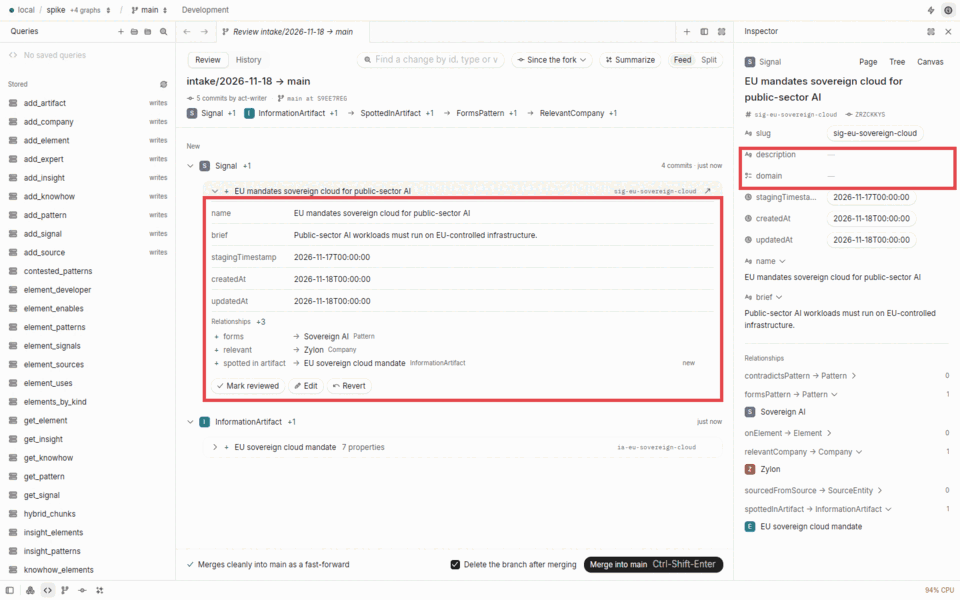 local / spike +4 graphs / main Development
Queries
No saved queries
Stored
add_artifact writes
add_company writes
add_element writes
add_expert writes
add_insight writes
add_knowhow writes
add_pattern writes
add_signal writes
add_source writes
contested_patterns
element_developer
element_enables
element_patterns
element_signals
element_sources
element_uses
elements_by_kind
get_element
get_insight
get_knowhow
get_pattern
get_signal
hybrid_chunks
insight_elements
insight_patterns
knowhow_elements
Review intake/2026-11-18 → main
Review History
Find a change by id, type or v
Since the fork
Summarize
Feed Split
intake/2026-11-18 → main
5 commits by act-writer main at S9EE7REG
S Signal +1 I InformationArtifact +1 → SpottedInArtifact +1 → FormsPattern +1 → RelevantCompany +1
New
S Signal +1 4 commits · just now
+ EU mandates sovereign cloud for public-sector AI sig-eu-sovereign-cloud
name EU mandates sovereign cloud for public-sector AI
brief Public-sector AI workloads must run on EU-controlled infrastructure.
stagingTimestamp 2026-11-17T00:00:00
createdAt 2026-11-18T00:00:00
updatedAt 2026-11-18T00:00:00
Relationships +3
+ forms → Sovereign AI Pattern
+ relevant → Zylon Company
+ spotted in artifact → EU sovereign cloud mandate InformationArtifact new
Mark reviewed Edit Revert
I InformationArtifact +1 just now
+ EU sovereign cloud mandate 7 properties ia-eu-sovereign-cloud
Merges cleanly into main as a fast-forward
Delete the branch after merging
Merge into main Ctrl-Shift-Enter
Inspector
S Signal Page Tree Canvas
EU mandates sovereign cloud for
public-sector AI
# sig-eu-sovereign-cloud ZRZCKKYS
Ag slug sig-eu-sovereign-cloud
Ag description —
domain —
stagingTimesta... 2026-11-17T00:00:00
createdAt 2026-11-18T00:00:00
updatedAt 2026-11-18T00:00:00
Ag name
EU mandates sovereign cloud for public-sector AI
Ag brief
Public-sector AI workloads must run on EU-controlled
infrastructure.
Relationships
contradictsPattern → Pattern 0
formsPattern → Pattern 1
S Sovereign AI
onElement → Element 0
relevantCompany → Company 1
Z Zylon
sourcedFromSource → SourceEntity 0
spottedInArtifact → InformationArtifact 1
E EU sovereign cloud mandate
94% CPU